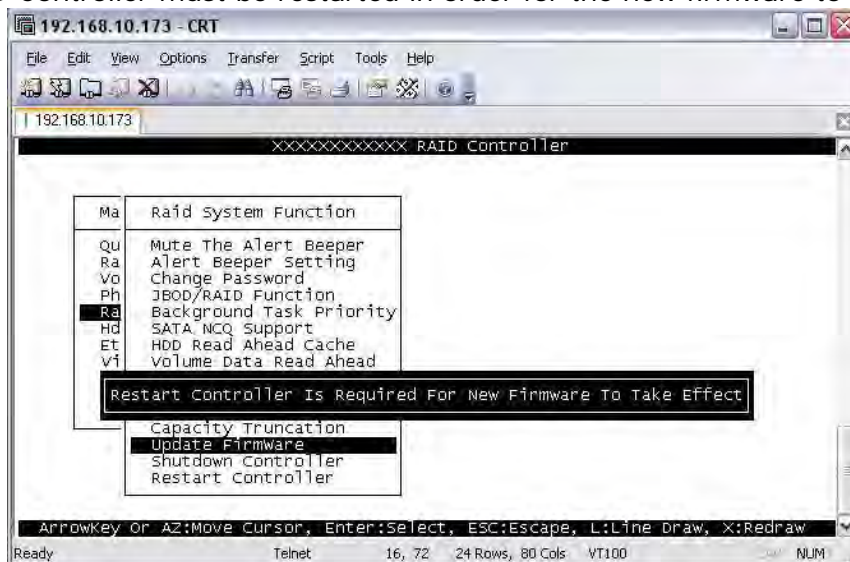 controller must be restarted in order for the new firmware to
192.168.10.173 - CRT
File Edit View Options Transfer Script Tools Help
192.168.10.173
XXXXXXXXXXXX RAID Controller
Ma Raid System Function
Qu Mute The Alert Beeper
Ra Alert Beeper Setting
Vo Change Password
Ph JBOD/RAID Function
Ra Background Task Priority
Hd SATA NCQ Support
Et HDD Read Ahead Cache
Vi Volume Data Read Ahead
Restart Controller Is Required For New Firmware To Take Effect
Capacity Truncation
Update Firmware
Shutdown Controller
Restart Controller
ArrowKey Or AZ:Move Cursor, Enter:Select, ESC:Escape, L:Line Draw, X:Redraw
Ready Telnet 16, 72 24 Rows, 80 Cols VT100 NUM